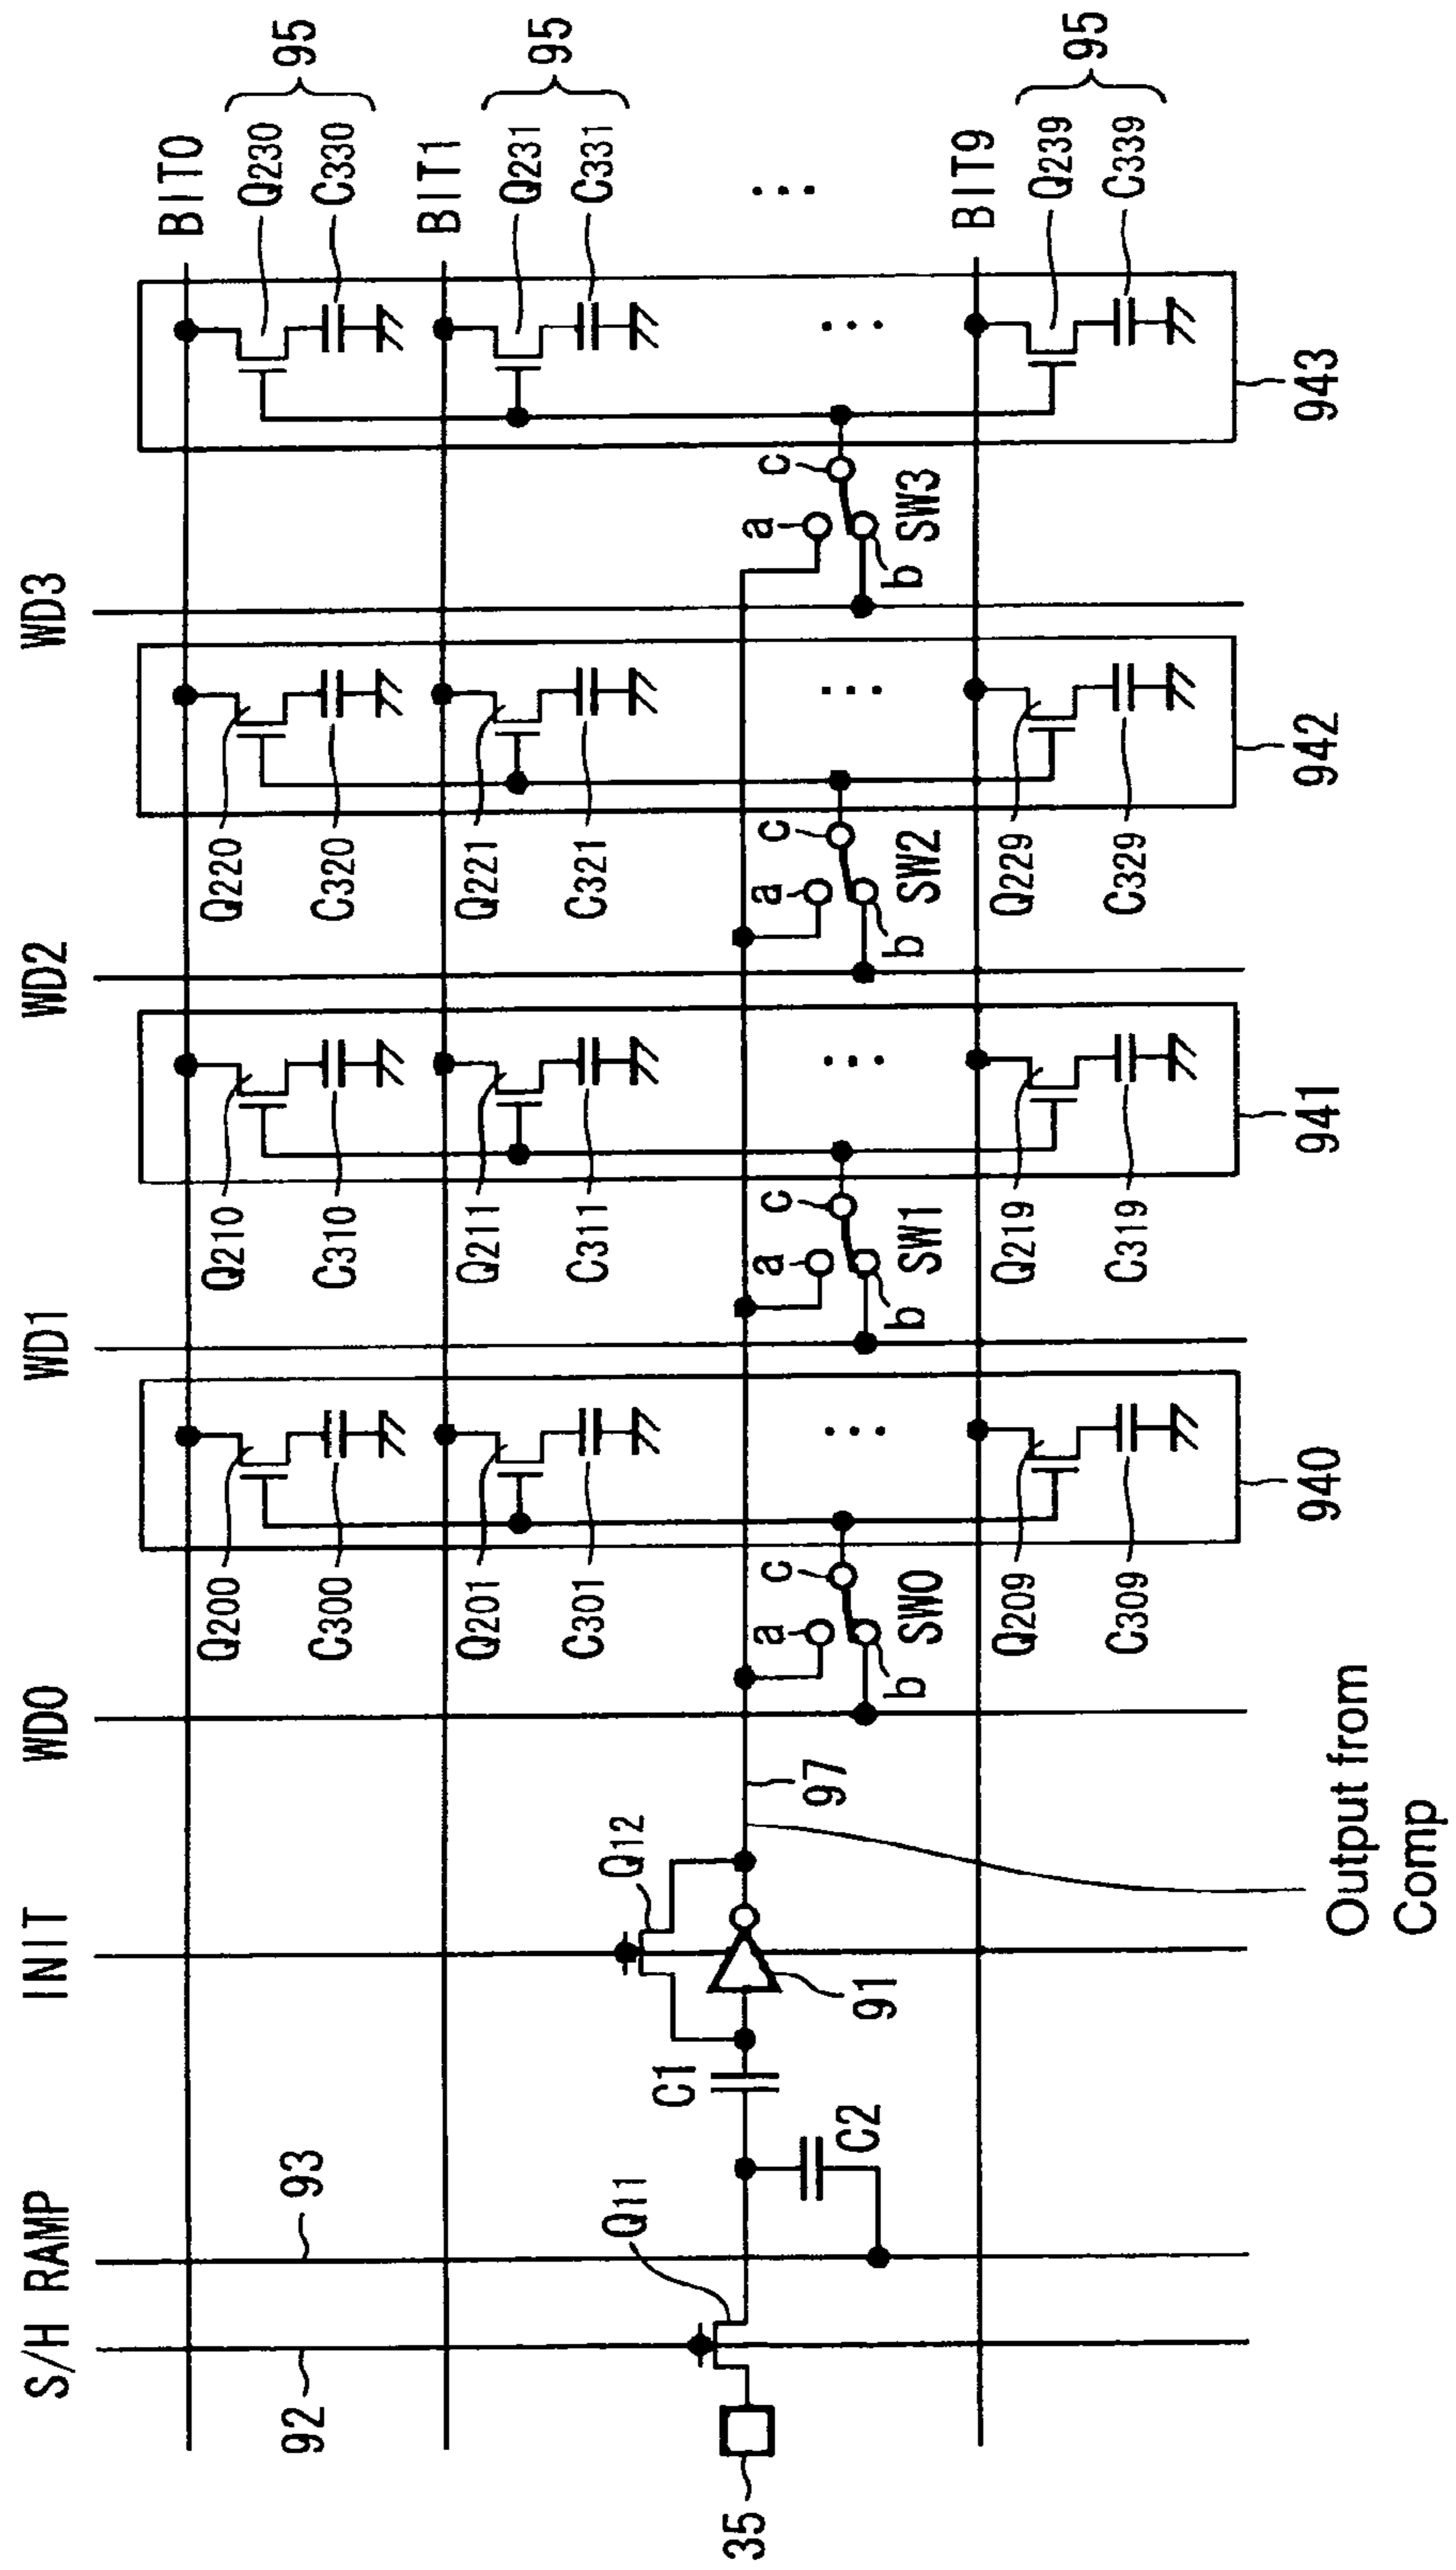 S/H
RAMP
INIT
WD0
WD1
WD2
WD3
92
93
BIT0
Q200
C300
Q210
C310
Q220
C320
Q230
C330
95
BIT1
Q201
C301
Q211
C311
Q221
C321
Q231
C331
95
35
Q11
C2
C1
Q12
91
97
a
b
c
SW0
a
b
c
SW1
a
b
c
SW2
a
b
c
SW3
BIT9
Q209
C309
Q219
C319
Q229
C329
Q239
C339
95
940
941
942
943
Output from
Comp